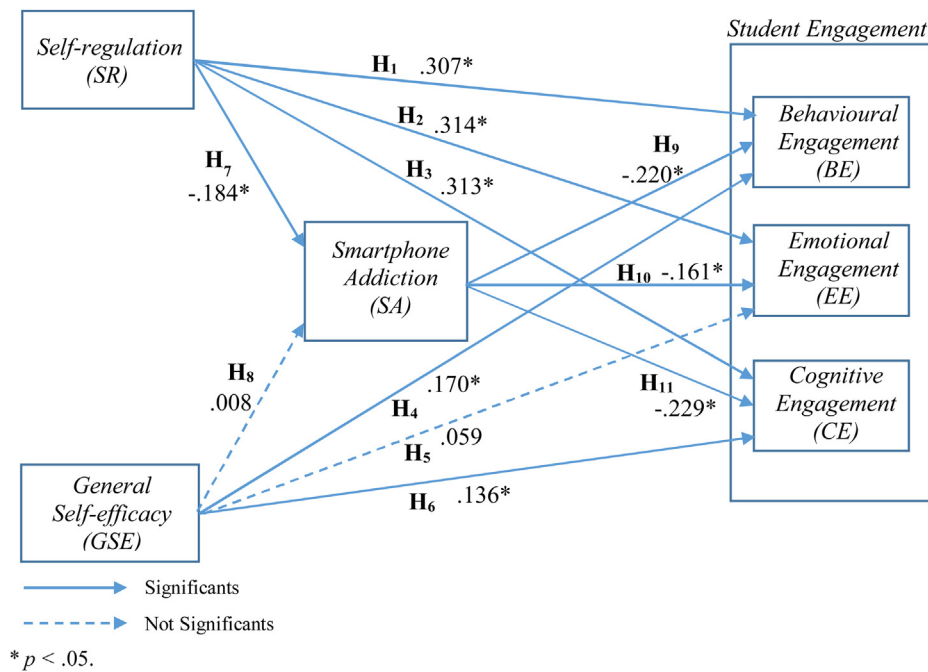 Student Engagement
Self-regulation
(SR)
H1 .307*
H2 .314*
H3 .313*
H7
-.184*
H9
-.220*
Behavioural
Engagement
(BE)
Smartphone
Addiction
(SA)
H10 -.161*
Emotional
Engagement
(EE)
H8
.008
H4 .170*
H5 .059
H11
-.229*
Cognitive
Engagement
(CE)
H6 .136*
General
Self-efficacy
(GSE)
Significants
Not Significants
* p < .05.